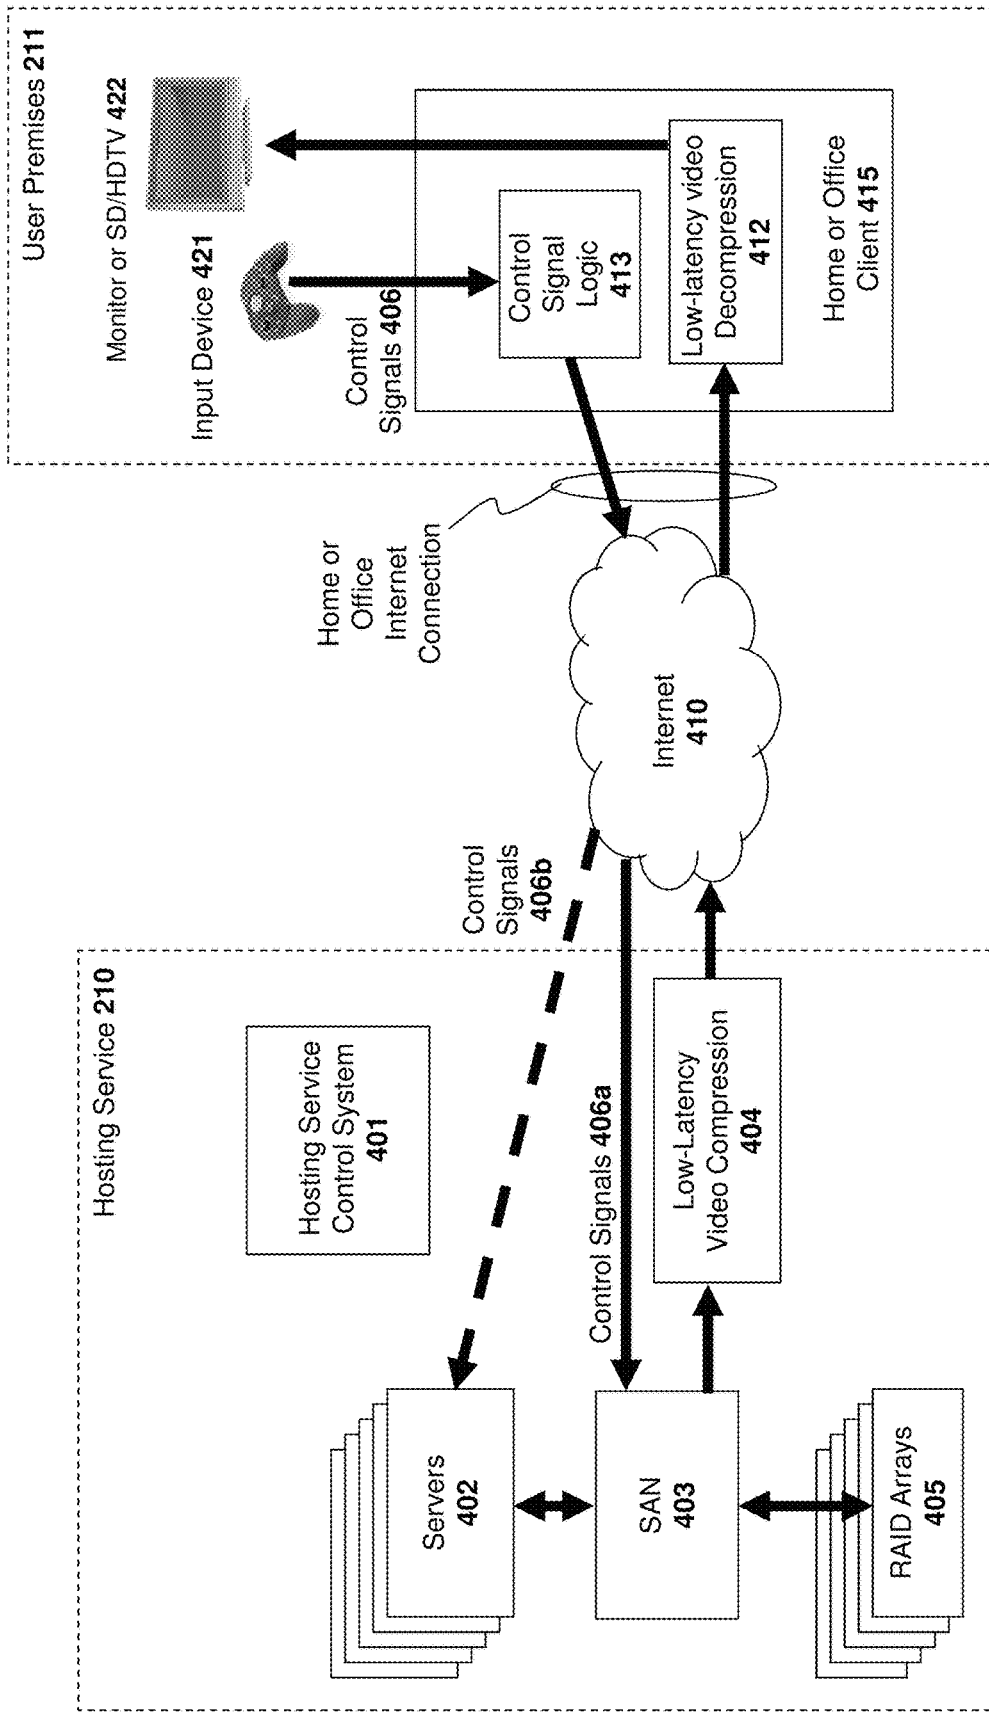 Hosting Service 210
Hosting Service
Control System
401
Servers
402
SAN
403
RAID Arrays
405
Control Signals 406a
Low-Latency
Video Compression
404
Control
Signals
406b
Internet
410
Home or
Office
Internet
Connection
User Premises 211
Monitor or SD/HDTV 422
Input Device 421
Control
Signals 406
Control
Signal
Logic
413
Low-latency video
Decompression
412
Home or Office
Client 415